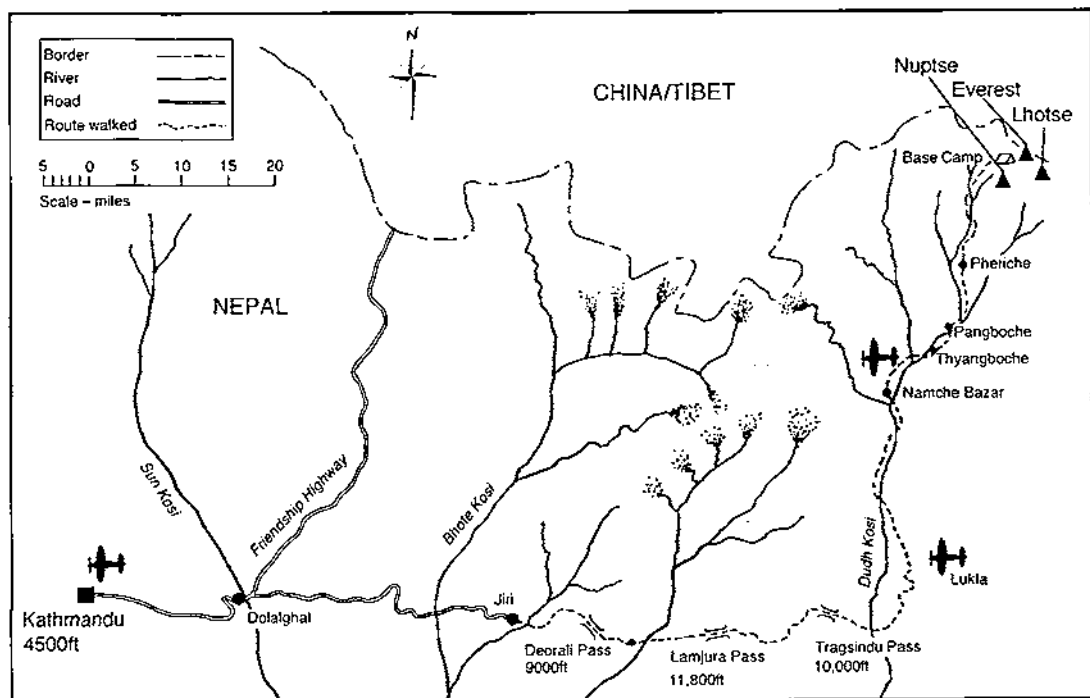 Border
River
Road
Route walked
5 0 5 10 15 20
Scale – miles
N
CHINA/TIBET
Nuptse
Everest
Lhotse
Base Camp
NEPAL
Pheriche
Pangboche
Thyangboche
Namche Bazar
Sun Kosi
Friendship Highway
Bhote Kosi
Dudh Kosi
Lukla
Kathmandu
4500ft
Dolalghal
Jiri
Deorali Pass
9000ft
Lamjura Pass
11,800ft
Tragsindu Pass
10,000ft